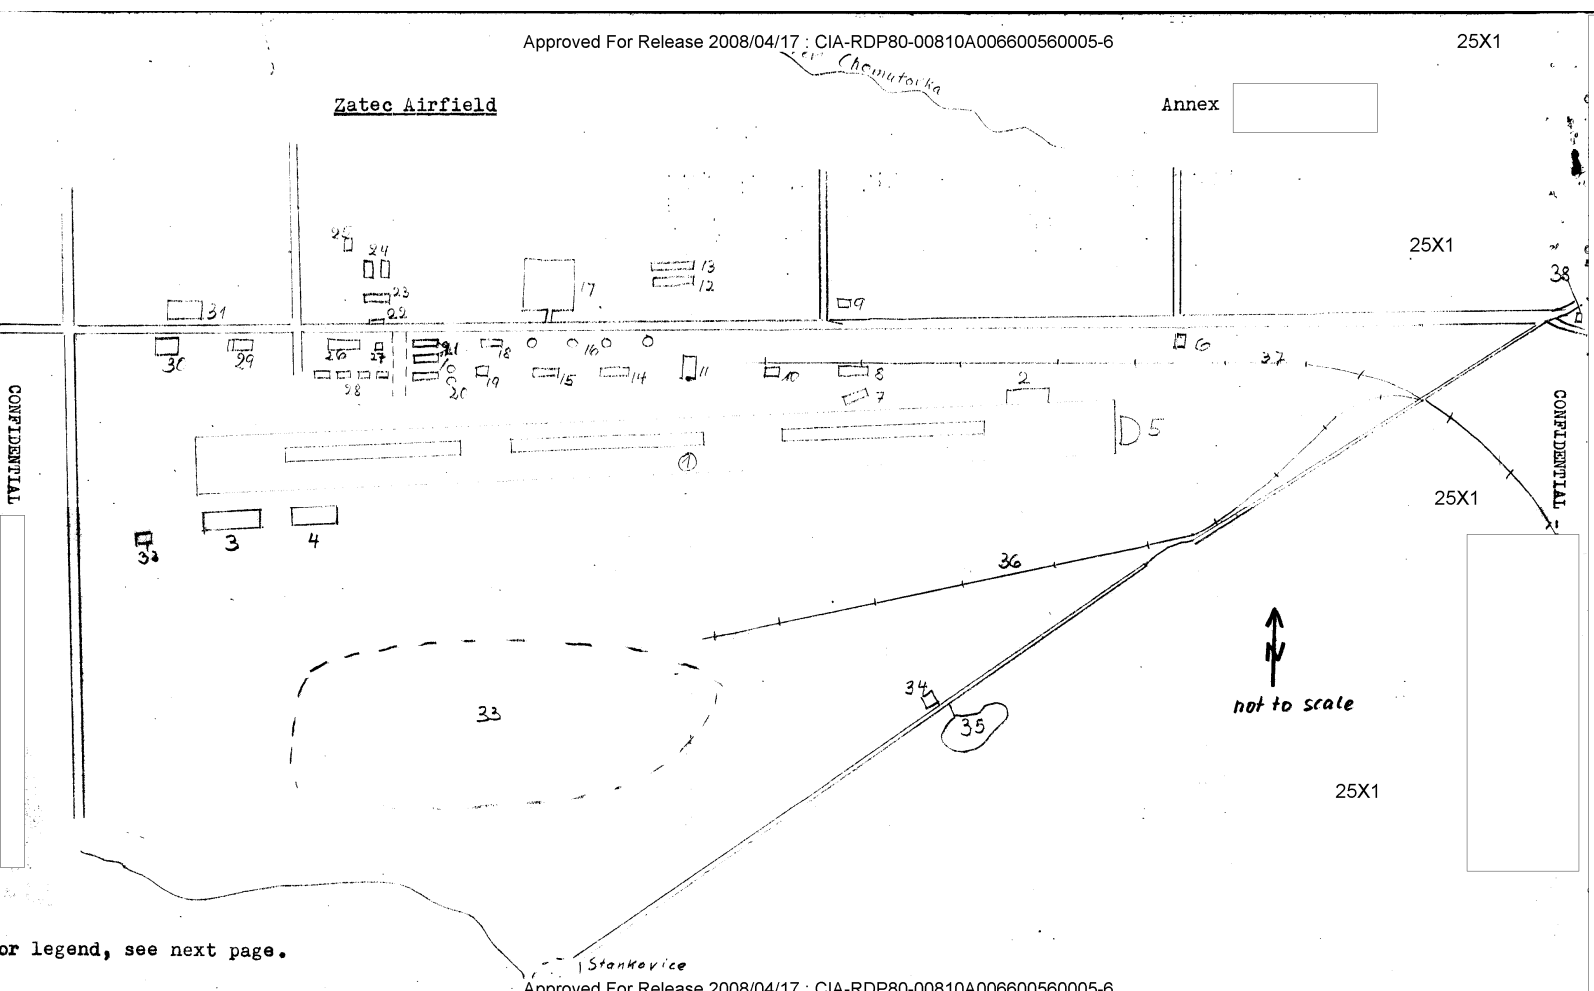 Approved For Release 2008/04/17 : CIA-RDP80-00810A006600560005-6
25X1
Chomutovka
Zatec Airfield
Annex
25
24
25X1
13
12
17
23
38
9
31
22
30
29
26
27
21
18
16
6
28
20
19
15
14
11
10
8
2
37
7
5
1
CONFIDENTIAL
CONFIDENTIAL
25X1
3
4
36
N
not to scale
34
33
35
25X1
or legend, see next page.
Stankovice
Approved For Release 2008/04/17 : CIA-RDP80-00810A006600560005-6